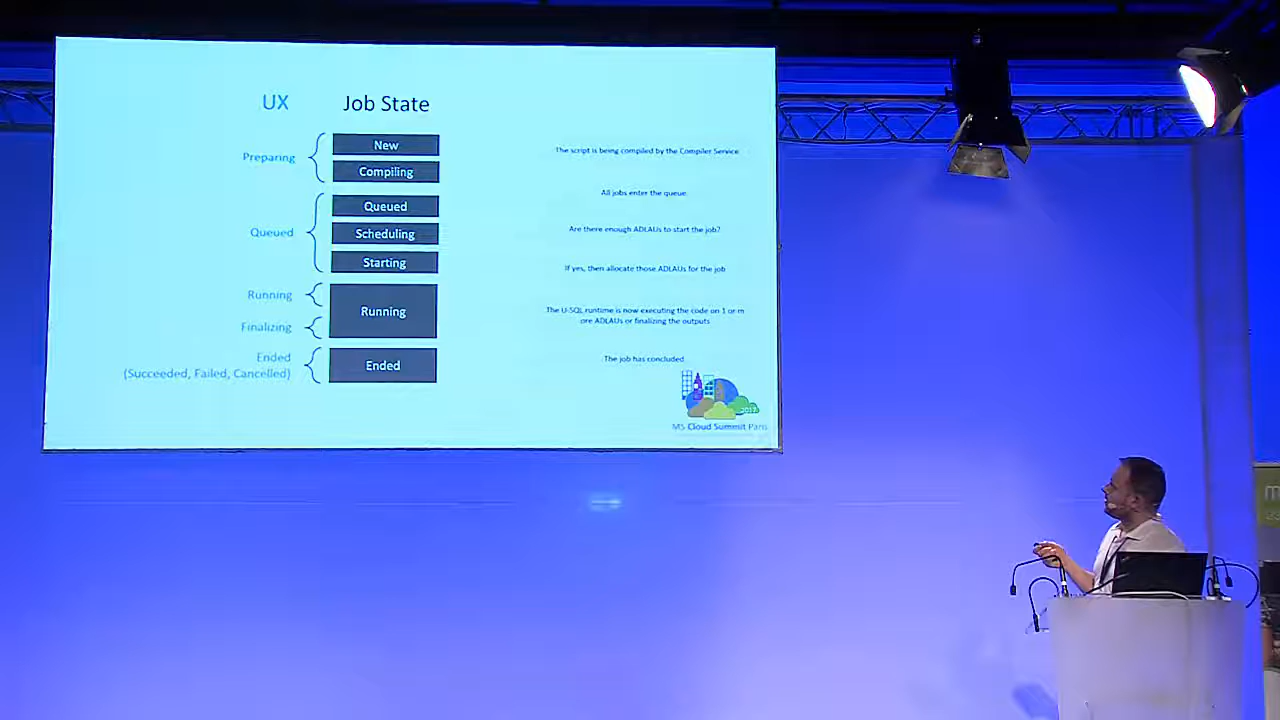 UX Job State
Preparing
New
Compiling
The script is being compiled by the Compiler Service
Queued
Queued
Scheduling
Starting
All jobs enter the queue
Are there enough ADLAUs to start the job?
If yes, then allocate those ADLAUs for the job
Running
Finalizing
Running
The U-SQL runtime is now executing the code on 1 or m
ore ADLAUs or finalizing the outputs
Ended
(Succeeded, Failed, Cancelled)
Ended
The job has concluded
2017
MS Cloud Summit Paris